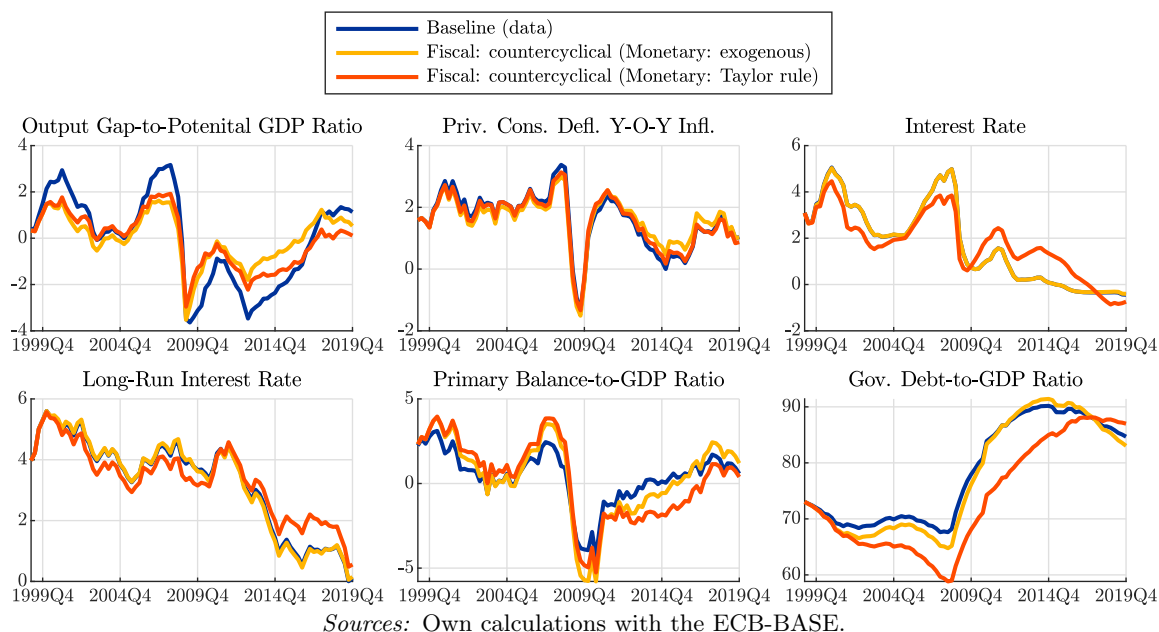 Baseline (data)
Fiscal: countercyclical (Monetary: exogenous)
Fiscal: countercyclical (Monetary: Taylor rule)
Output Gap-to-Potenital GDP Ratio
4
2
0
-2
-4
1999Q4 2004Q4 2009Q4 2014Q4 2019Q4
Priv. Cons. Defl. Y-O-Y Infl.
4
2
0
-2
1999Q4 2004Q4 2009Q4 2014Q4 2019Q4
Interest Rate
6
4
2
0
-2
1999Q4 2004Q4 2009Q4 2014Q4 2019Q4
Long-Run Interest Rate
6
4
2
0
1999Q4 2004Q4 2009Q4 2014Q4 2019Q4
Primary Balance-to-GDP Ratio
5
0
-5
1999Q4 2004Q4 2009Q4 2014Q4 2019Q4
Gov. Debt-to-GDP Ratio
90
80
70
60
1999Q4 2004Q4 2009Q4 2014Q4 2019Q4
Sources: Own calculations with the ECB-BASE.